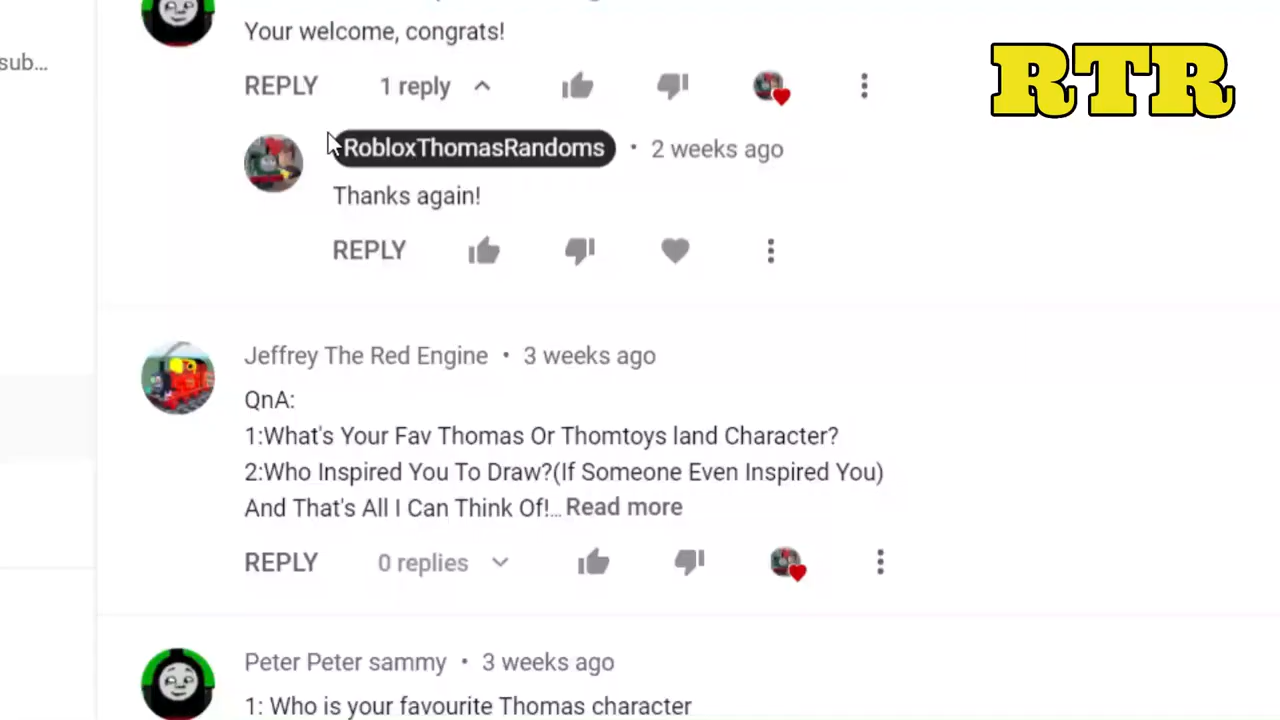 sub...
Your welcome, congrats!
REPLY 1 reply
RTR
RobloxThomasRandoms • 2 weeks ago
Thanks again!
REPLY
Jeffrey The Red Engine • 3 weeks ago
QnA:
1:What's Your Fav Thomas Or Thomtoys land Character?
2:Who Inspired You To Draw?(If Someone Even Inspired You)
And That's All I Can Think Of!... Read more
REPLY 0 replies
Peter Peter sammy • 3 weeks ago
1: Who is your favourite Thomas character